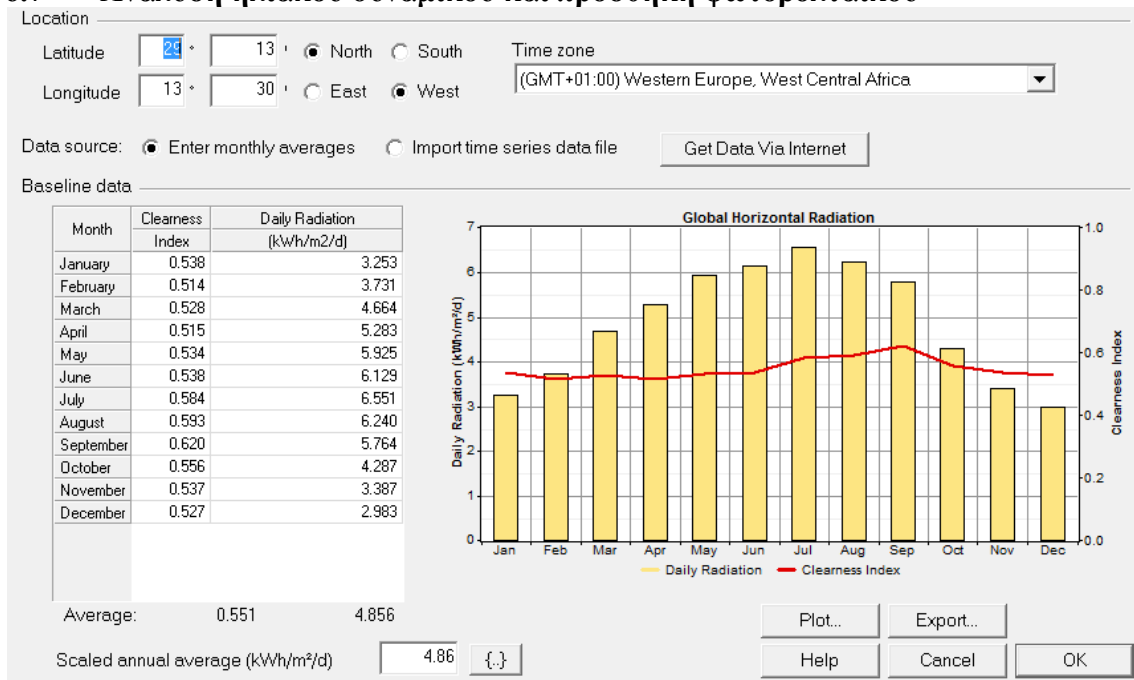 Location
Latitude 29 ° 13 ' North South Time zone
(GMT+01:00) Western Europe, West Central Africa
Longitude 13 ° 30 ' East West
Data source: Enter monthly averages Import time series data file Get Data Via Internet
Baseline data
Month Clearness Index Daily Radiation (kWh/m2/d)
January 0.538 3.253
February 0.514 3.731
March 0.528 4.664
April 0.515 5.283
May 0.534 5.925
June 0.538 6.129
July 0.584 6.551
August 0.593 6.240
September 0.620 5.764
October 0.556 4.287
November 0.537 3.387
December 0.527 2.983
Average: 0.551 4.856
Scaled annual average (kWh/m²/d) 4.86 {..}
Global Horizontal Radiation
Daily Radiation (kWh/m²/d)
7
6
5
4
3
2
1
0
1.0
0.8
0.6
0.4
0.2
0.0
Clearness Index
Jan Feb Mar Apr May Jun Jul Aug Sep Oct Nov Dec
Daily Radiation Clearness Index
Plot... Export...
Help Cancel OK